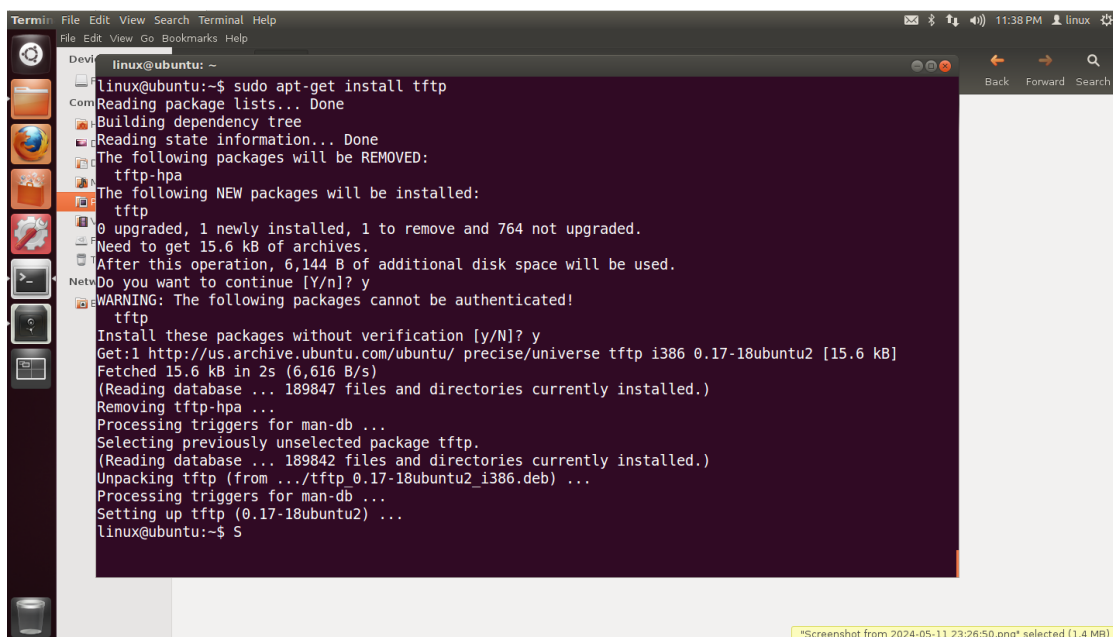 Termin File Edit View Search Terminal Help 11:38 PM linux
File Edit View Go Bookmarks Help
Devi
linux@ubuntu: ~
Back Forward Search
Com
Netw
linux@ubuntu:~$ sudo apt-get install tftp
Reading package lists... Done
Building dependency tree
Reading state information... Done
The following packages will be REMOVED:
tftp-hpa
The following NEW packages will be installed:
tftp
0 upgraded, 1 newly installed, 1 to remove and 764 not upgraded.
Need to get 15.6 kB of archives.
After this operation, 6,144 B of additional disk space will be used.
Do you want to continue [Y/n]? y
WARNING: The following packages cannot be authenticated!
tftp
Install these packages without verification [y/N]? y
Get:1 http://us.archive.ubuntu.com/ubuntu/ precise/universe tftp i386 0.17-18ubuntu2 [15.6 kB]
Fetched 15.6 kB in 2s (6,616 B/s)
(Reading database ... 189847 files and directories currently installed.)
Removing tftp-hpa ...
Processing triggers for man-db ...
Selecting previously unselected package tftp.
(Reading database ... 189842 files and directories currently installed.)
Unpacking tftp (from .../tftp_0.17-18ubuntu2_i386.deb) ...
Processing triggers for man-db ...
Setting up tftp (0.17-18ubuntu2) ...
linux@ubuntu:~$ S
"Screenshot from 2024-05-11 23:26:50.png" selected (1.4 MB)